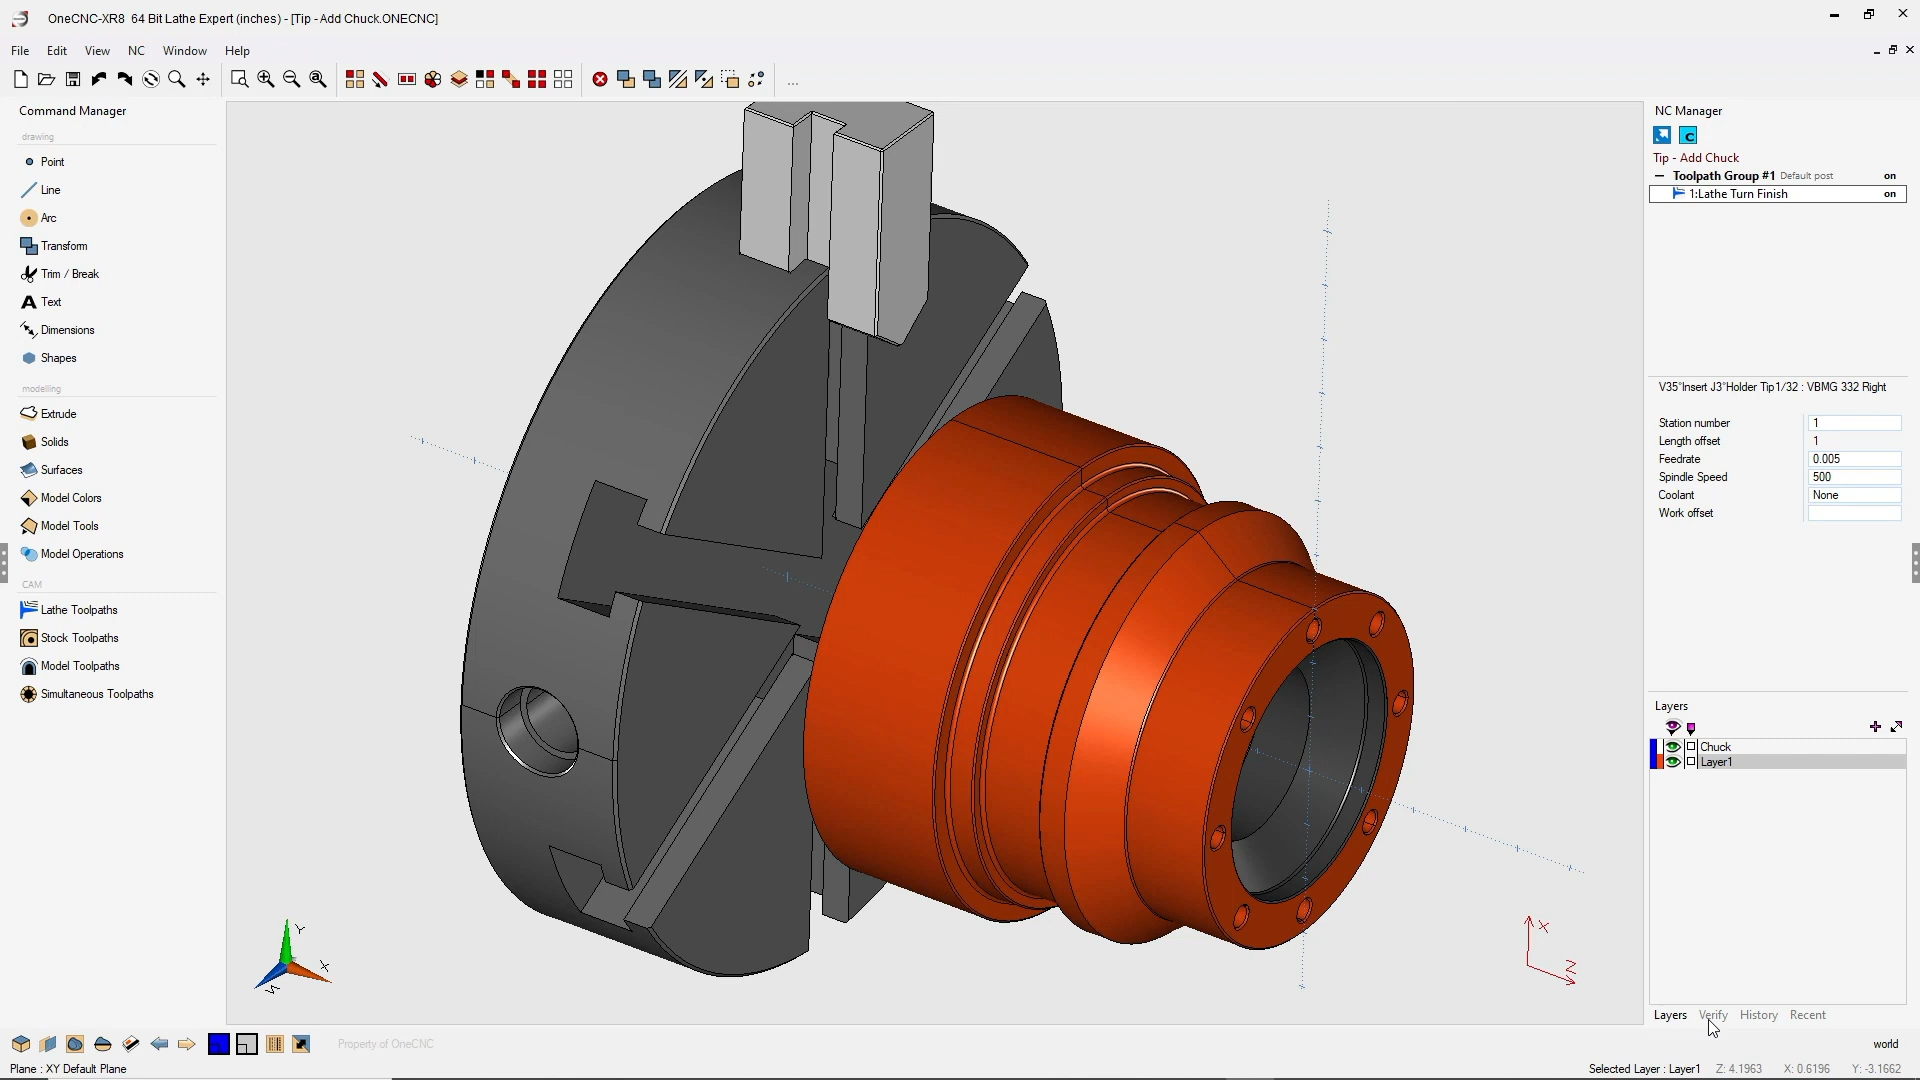 OneCNC-XR8 64 Bit Lathe Expert (inches) - [Tip - Add Chuck.ONECNC]
File Edit View NC Window Help
Command Manager
drawing
Point
Line
Arc
Transform
Trim / Break
Text
Dimensions
Shapes
modelling
Extrude
Solids
Surfaces
Model Colors
Model Tools
Model Operations
CAM
Lathe Toolpaths
Stock Toolpaths
Model Toolpaths
Simultaneous Toolpaths
Y
X
Z
X
Z
NC Manager
Tip - Add Chuck
Toolpath Group #1 Default post on
1:Lathe Turn Finish on
V35°Insert J3°Holder Tip1/32 : VBMG 332 Right
Station number 1
Length offset 1
Feedrate 0.005
Spindle Speed 500
Coolant None
Work offset
Layers
Chuck
Layer1
Layers Verify History Recent
Property of OneCNC
world
Plane : XY Default Plane
Selected Layer : Layer1 Z: 4.1963 X: 0.6196 Y: -3.1662